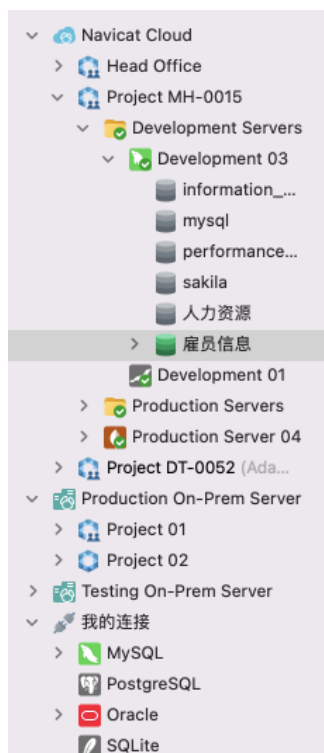 Navicat Cloud
Head Office
Project MH-0015
Development Servers
Development 03
information_...
mysql
performance...
sakila
人力资源
雇员信息
Development 01
Production Servers
Production Server 04
Project DT-0052 (Ada...
Production On-Prem Server
Project 01
Project 02
Testing On-Prem Server
我的连接
MySQL
PostgreSQL
Oracle
SQLite